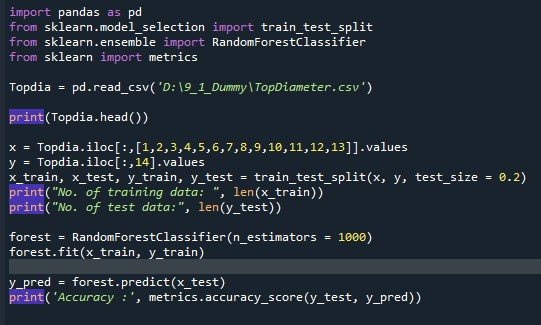 import pandas as pd
from sklearn.model_selection import train_test_split
from sklearn.ensemble import RandomForestClassifier
from sklearn import metrics
Topdia = pd.read_csv('D:\9_1_Dummy\TopDiameter.csv')
print(Topdia.head())
x = Topdia.iloc[:,[1,2,3,4,5,6,7,8,9,10,11,12,13]].values
y = Topdia.iloc[:,14].values
x_train, x_test, y_train, y_test = train_test_split(x, y, test_size = 0.2)
print("No. of training data: ", len(x_train))
print("No. of test data:", len(y_test))
forest = RandomForestClassifier(n_estimators = 1000)
forest.fit(x_train, y_train)
y_pred = forest.predict(x_test)
print('Accuracy :', metrics.accuracy_score(y_test, y_pred))